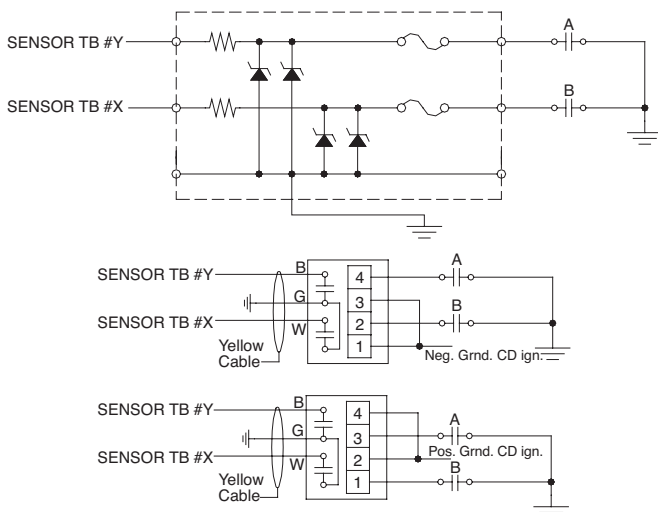 A
SENSOR TB #Y
B
SENSOR TB #X
A
SENSOR TB #Y
B
4
G
3
B
SENSOR TB #X
W
2
Yellow
Cable
1
Neg. Grnd. CD ign.
SENSOR TB #Y
B
4
A
G
3
Pos. Grnd. CD ign.
SENSOR TB #X
W
2
B
Yellow
Cable
1